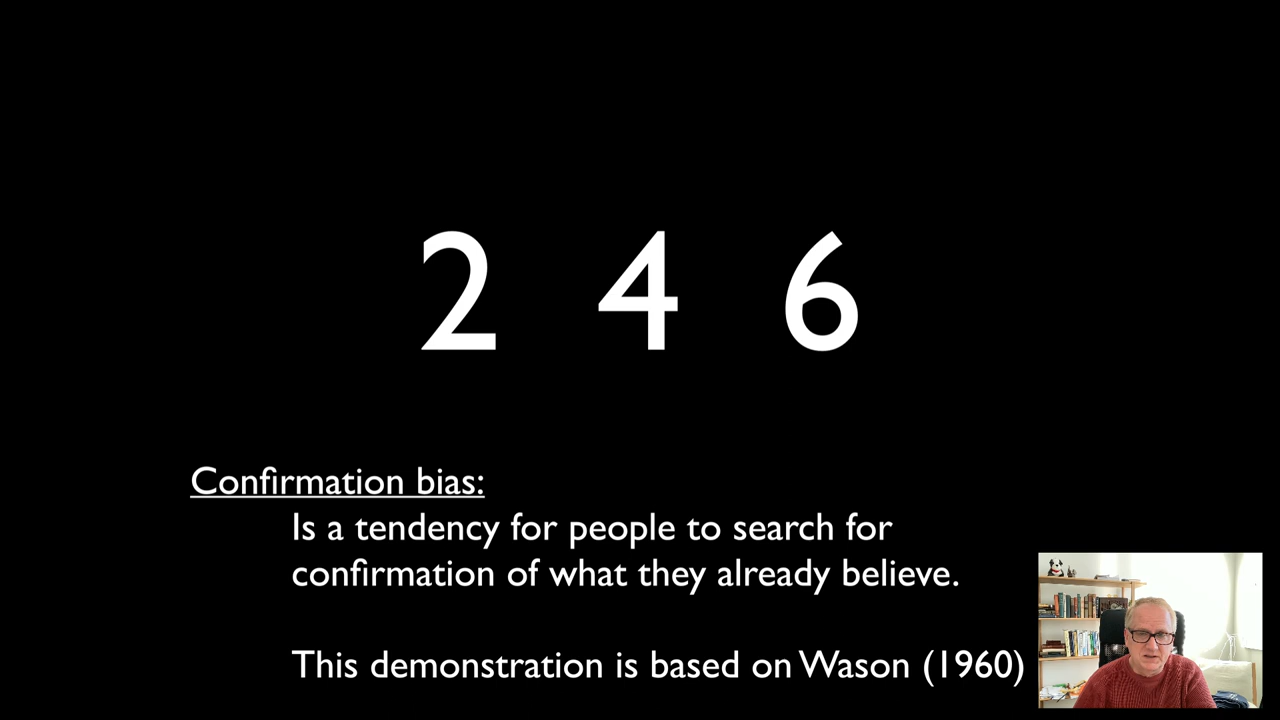 2 4 6
Confirmation bias:
Is a tendency for people to search for
confirmation of what they already believe.
This demonstration is based on Wason (1960)